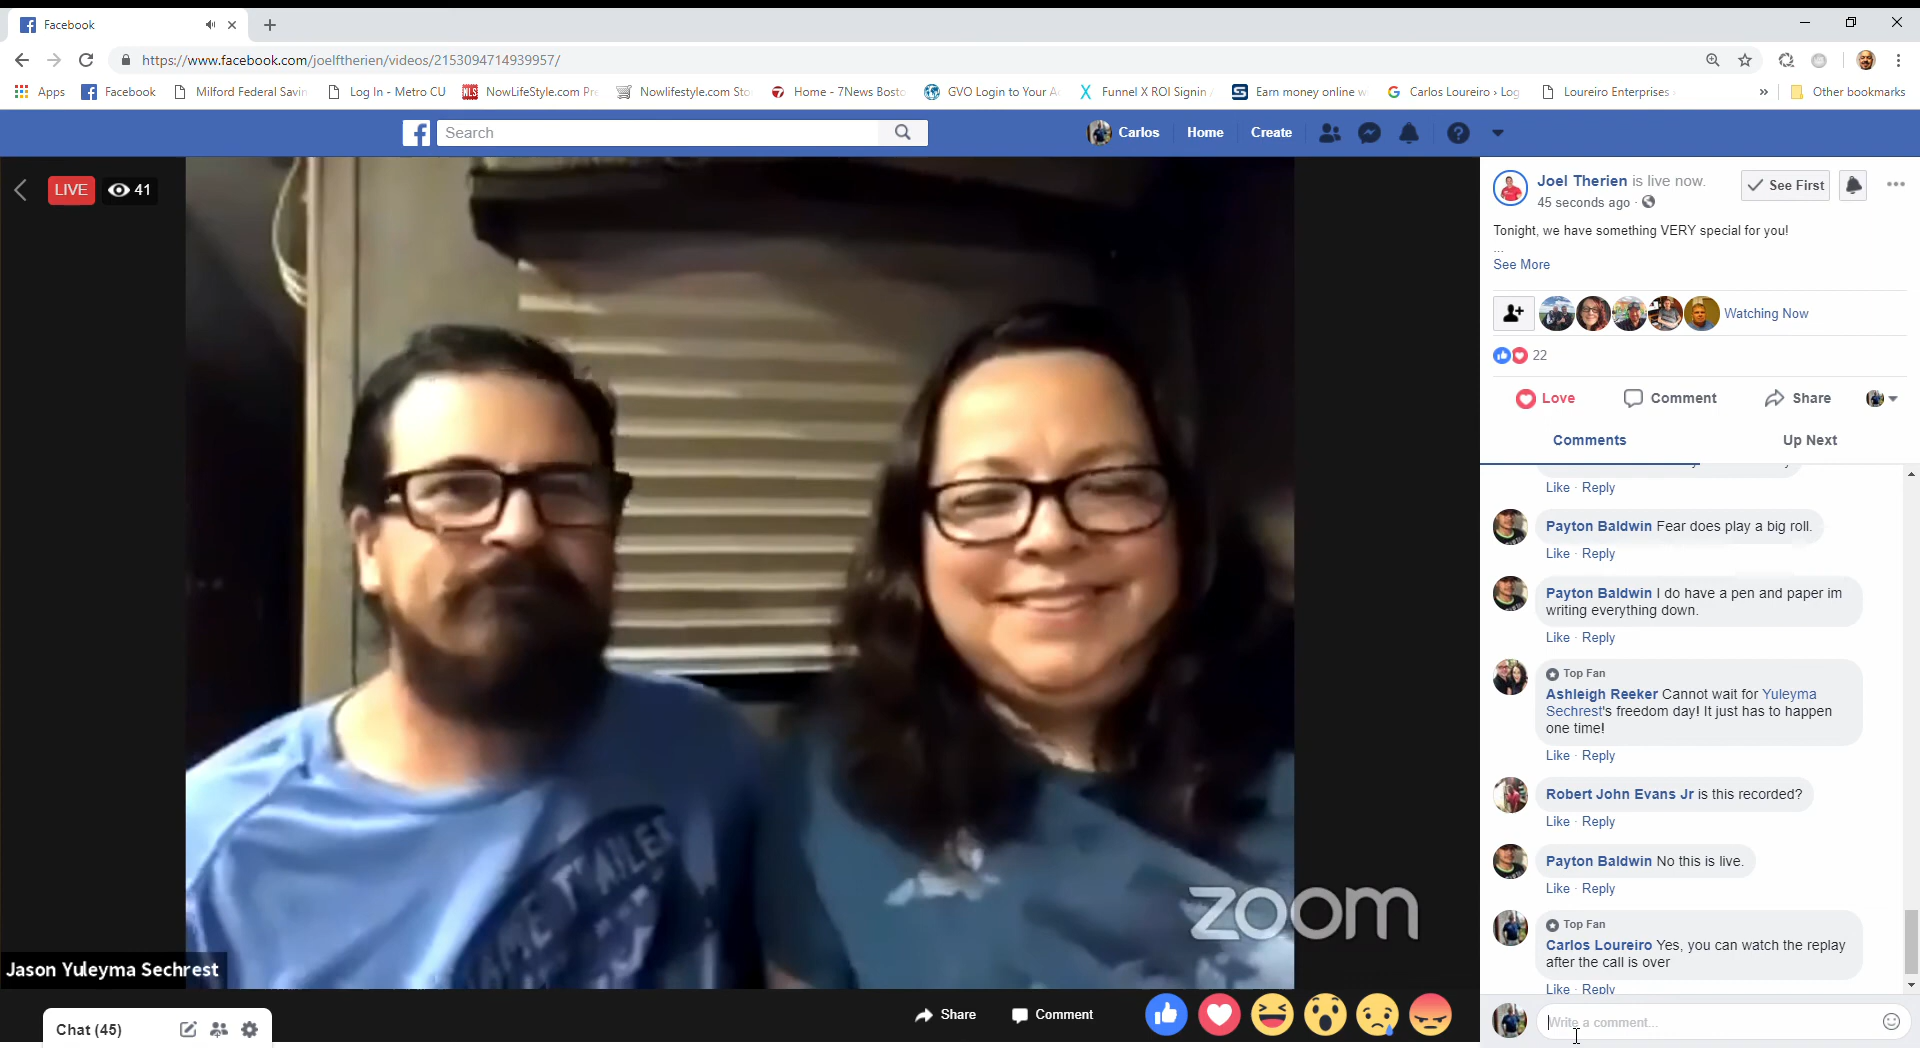 Facebook
https://www.facebook.com/joelftherien/videos/2153094714939957/
Apps Facebook Milford Federal Savin Log In - Metro CU NowLifeStyle.com Pre Nowlifestyle.com Sto Home - 7News Bosto GVO Login to Your A Funnel X ROI Signin Earn money online w Carlos Loureiro › Log Loureiro Enterprises » Other bookmarks
Search Carlos Home Create
LIVE 41
Joel Therien is live now. See First
45 seconds ago
Tonight, we have something VERY special for you!
...
See More
Watching Now
22
Love Comment Share
Comments Up Next
Like · Reply
Payton Baldwin Fear does play a big roll.
Like · Reply
Payton Baldwin I do have a pen and paper im
writing everything down.
Like · Reply
Top Fan
Ashleigh Reeker Cannot wait for Yuleyma
Sechrest's freedom day! It just has to happen
one time!
Like · Reply
Robert John Evans Jr is this recorded?
Like · Reply
Payton Baldwin No this is live.
Like · Reply
Top Fan
Carlos Loureiro Yes, you can watch the replay
after the call is over
Like · Reply
zoom
Jason Yuleyma Sechrest
Share Comment
Chat (45)
Write a comment...